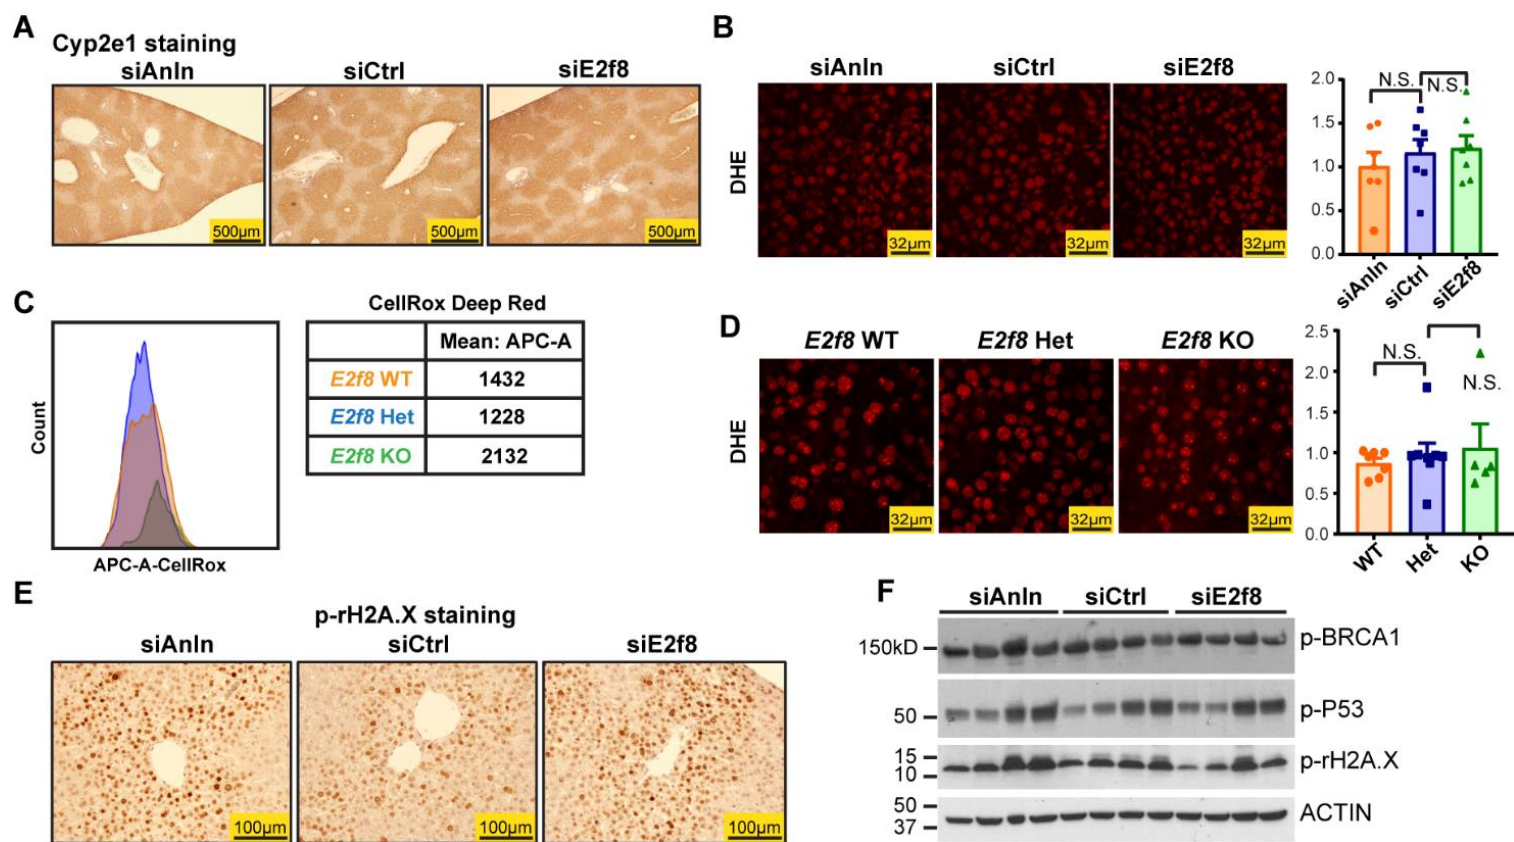 A
Cyp2e1 staining
siAnln siCtrl siE2f8
500µm 500µm 500µm
B
siAnln siCtrl siE2f8
DHE
32µm 32µm 32µm
2.0
1.5
1.0
0.5
0.0
N.S. N.S.
siAnln siCtrl siE2f8
C
Count
APC-A-CellRox
CellRox Deep Red
Mean: APC-A
E2f8 WT 1432
E2f8 Het 1228
E2f8 KO 2132
D
E2f8 WT E2f8 Het E2f8 KO
DHE
32µm 32µm 32µm
2.5
2.0
1.5
1.0
0.5
0.0
N.S.
N.S.
WT Het KO
E
p-rH2A.X staining
siAnln siCtrl siE2f8
100µm 100µm 100µm
F
siAnln siCtrl siE2f8
150kD p-BRCA1
50 p-P53
15
10
p-rH2A.X
50
37
ACTIN